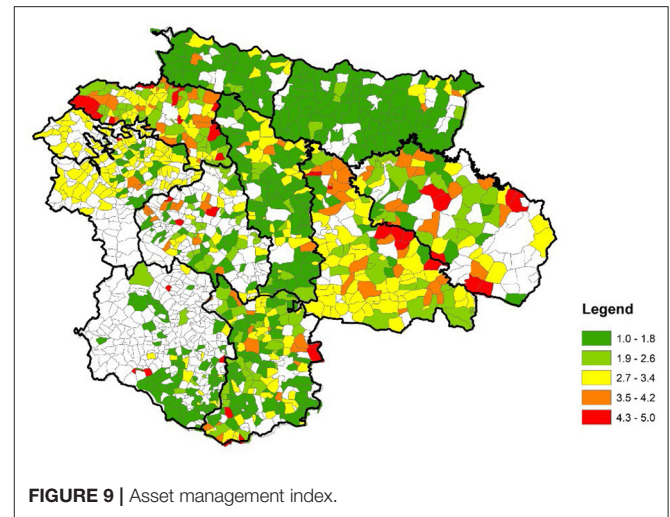 Legend
1.0 - 1.8
1.9 - 2.6
2.7 - 3.4
3.5 - 4.2
4.3 - 5.0
FIGURE 9 | Asset management index.